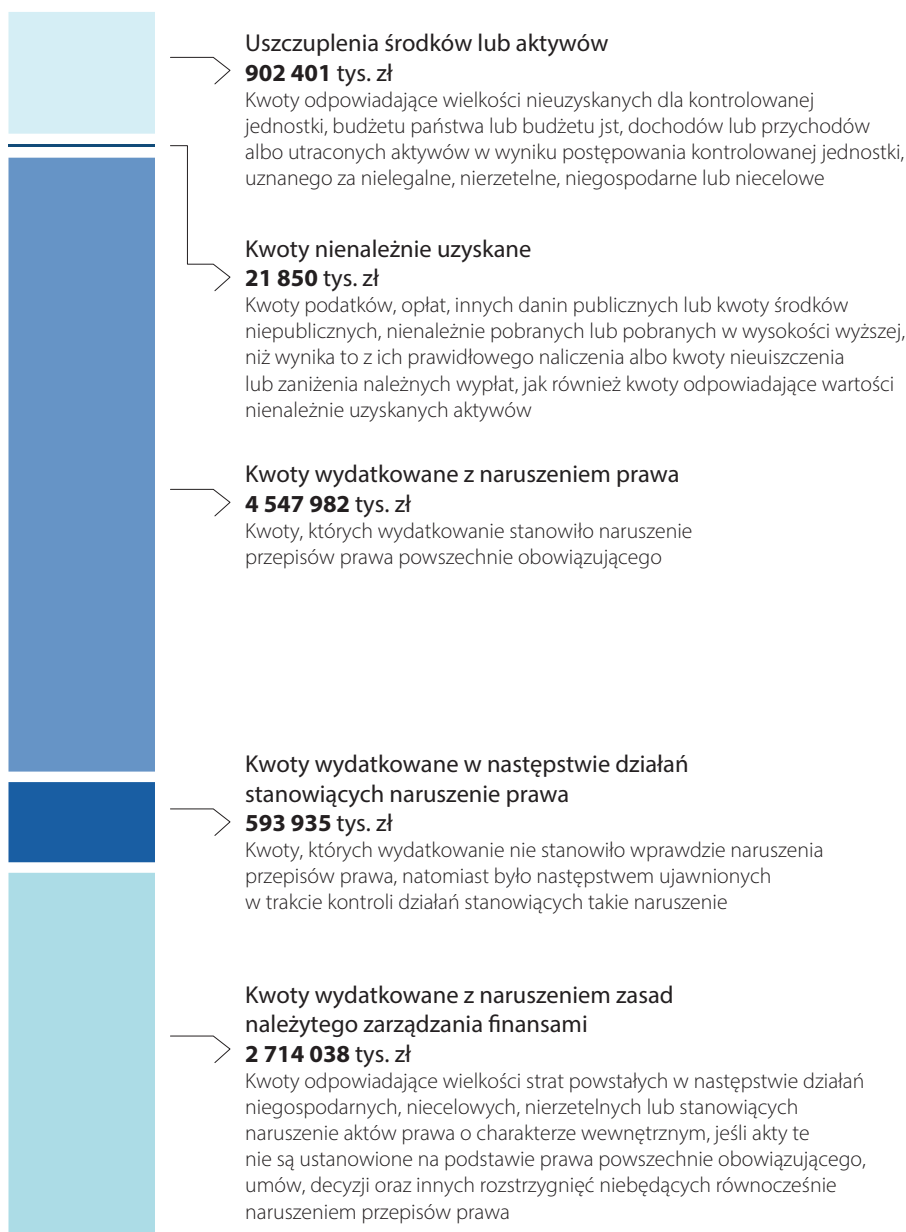 Uszczuplenia środków lub aktywów
902 401 tys. zł
Kwoty odpowiadające wielkości nieuzyskanych dla kontrolowanej
jednostki, budżetu państwa lub budżetu jst, dochodów lub przychodów
albo utraconych aktywów w wyniku postępowania kontrolowanej jednostki,
uznanego za nielegalne, nierzetelne, niegospodarne lub niecelowe
Kwoty nienależnie uzyskane
21 850 tys. zł
Kwoty podatków, opłat, innych danin publicznych lub kwoty środków
niepublicznych, nienależnie pobranych lub pobranych w wysokości wyższej,
niż wynika to z ich prawidłowego naliczenia albo kwoty nieuiszczenia
lub zaniżenia należnych wypłat, jak również kwoty odpowiadające wartości
nienależnie uzyskanych aktywów
Kwoty wydatkowane z naruszeniem prawa
4 547 982 tys. zł
Kwoty, których wydatkowanie stanowiło naruszenie
przepisów prawa powszechnie obowiązującego
Kwoty wydatkowane w następstwie działań
stanowiących naruszenie prawa
593 935 tys. zł
Kwoty, których wydatkowanie nie stanowiło wprawdzie naruszenia
przepisów prawa, natomiast było następstwem ujawnionych
w trakcie kontroli działań stanowiących takie naruszenie
Kwoty wydatkowane z naruszeniem zasad
należytego zarządzania finansami
2 714 038 tys. zł
Kwoty odpowiadające wielkości strat powstałych w następstwie działań
niegospodarnych, niecelowych, nierzetelnych lub stanowiących
naruszenie aktów prawa o charakterze wewnętrznym, jeśli akty te
nie są ustanowione na podstawie prawa powszechnie obowiązującego,
umów, decyzji oraz innych rozstrzygnięć niebędących równocześnie
naruszeniem przepisów prawa